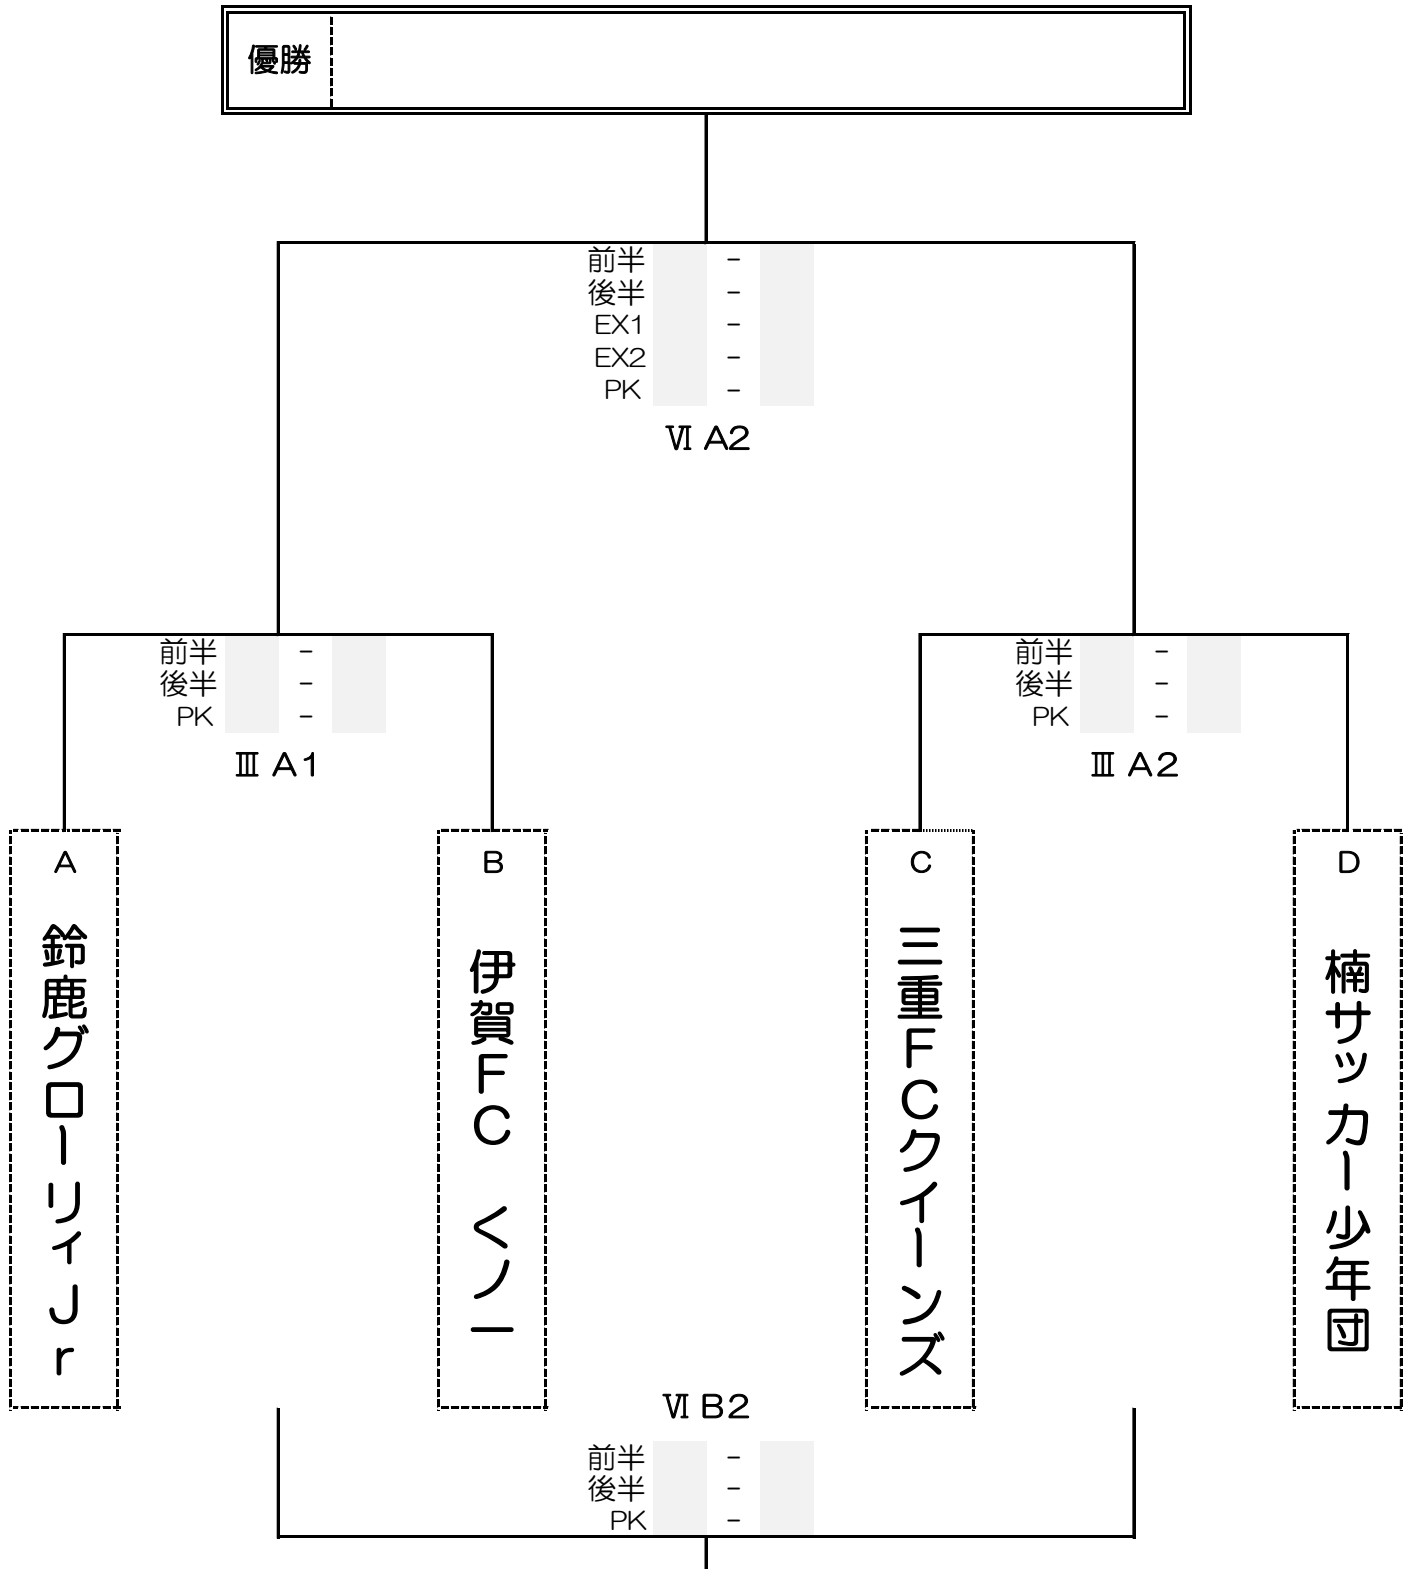 優勝
前半 -
後半 -
EX1 -
EX2 -
PK -
Ⅵ A2
前半 -
後半 -
PK -
Ⅲ A1
前半 -
後半 -
PK -
Ⅲ A2
A
鈴鹿グローリィJr
B
伊賀FC くノ一
C
三重FCクイーンズ
D
楠サッカー少年団
Ⅵ B2
前半 -
後半 -
PK -